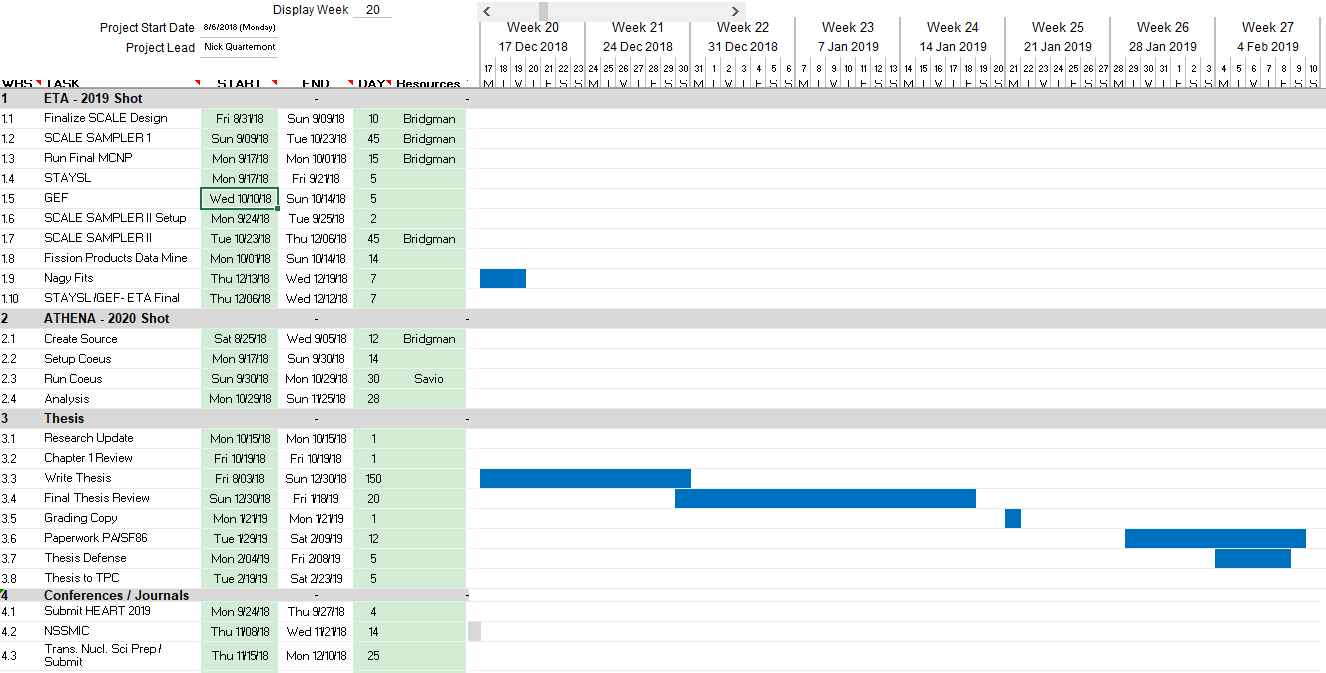 Display Week 20
Project Start Date 8/6/2018 (Monday)
Project Lead Nick Quartemont
Week 20 Week 21 Week 22 Week 23 Week 24 Week 25 Week 26 Week 27
17 Dec 2018 24 Dec 2018 31 Dec 2018 7 Jan 2019 14 Jan 2019 21 Jan 2019 28 Jan 2019 4 Feb 2019
17 18 19 20 21 22 23 24 25 26 27 28 29 30 31 1 2 3 4 5 6 7 8 9 10 11 12 13 14 15 16 17 18 19 20 21 22 23 24 25 26 27 28 29 30 31 1 2 3 4 5 6 7 8 9 10
WBS TASK START END DAY Resources M T W T F S S M T W T F S S M T W T F S S M T W T F S S M T W T F S S M T W T F S S M T W T F S S M T W T F S S
1 ETA - 2019 Shot - -
1.1 Finalize SCALE Design Fri 8/31/18 Sun 9/09/18 10 Bridgman
1.2 SCALE SAMPLER 1 Sun 9/09/18 Tue 10/23/18 45 Bridgman
1.3 Run Final MCNP Mon 9/17/18 Mon 10/01/18 15 Bridgman
1.4 STAYSL Mon 9/17/18 Fri 9/21/18 5
1.5 GEF Wed 10/10/18 Sun 10/14/18 5
1.6 SCALE SAMPLER II Setup Mon 9/24/18 Tue 9/25/18 2
1.7 SCALE SAMPLER II Tue 10/23/18 Thu 12/06/18 45 Bridgman
1.8 Fission Products Data Mine Mon 10/01/18 Sun 10/14/18 14
1.9 Nagy Fits Thu 12/13/18 Wed 12/19/18 7
1.10 STAYSL/GEF- ETA Final Thu 12/06/18 Wed 12/12/18 7
2 ATHENA - 2020 Shot - -
2.1 Create Source Sat 8/25/18 Wed 9/05/18 12 Bridgman
2.2 Setup Coeus Mon 9/17/18 Sun 9/30/18 14
2.3 Run Coeus Sun 9/30/18 Mon 10/29/18 30 Savio
2.4 Analysis Mon 10/29/18 Sun 11/25/18 28
3 Thesis - -
3.1 Research Update Mon 10/15/18 Mon 10/15/18 1
3.2 Chapter 1 Review Fri 10/19/18 Fri 10/19/18 1
3.3 Write Thesis Fri 8/03/18 Sun 12/30/18 150
3.4 Final Thesis Review Sun 12/30/18 Fri 1/18/19 20
3.5 Grading Copy Mon 1/21/19 Mon 1/21/19 1
3.6 Paperwork PA/SF86 Tue 1/29/19 Sat 2/09/19 12
3.7 Thesis Defense Mon 2/04/19 Fri 2/08/19 5
3.8 Thesis to TPC Tue 2/19/19 Sat 2/23/19 5
4 Conferences / Journals - -
4.1 Submit HEART 2019 Mon 9/24/18 Thu 9/27/18 4
4.2 NSSMIC Thu 11/08/18 Wed 11/21/18 14
4.3 Trans. Nucl. Sci Prep / Submit Thu 11/15/18 Mon 12/10/18 25